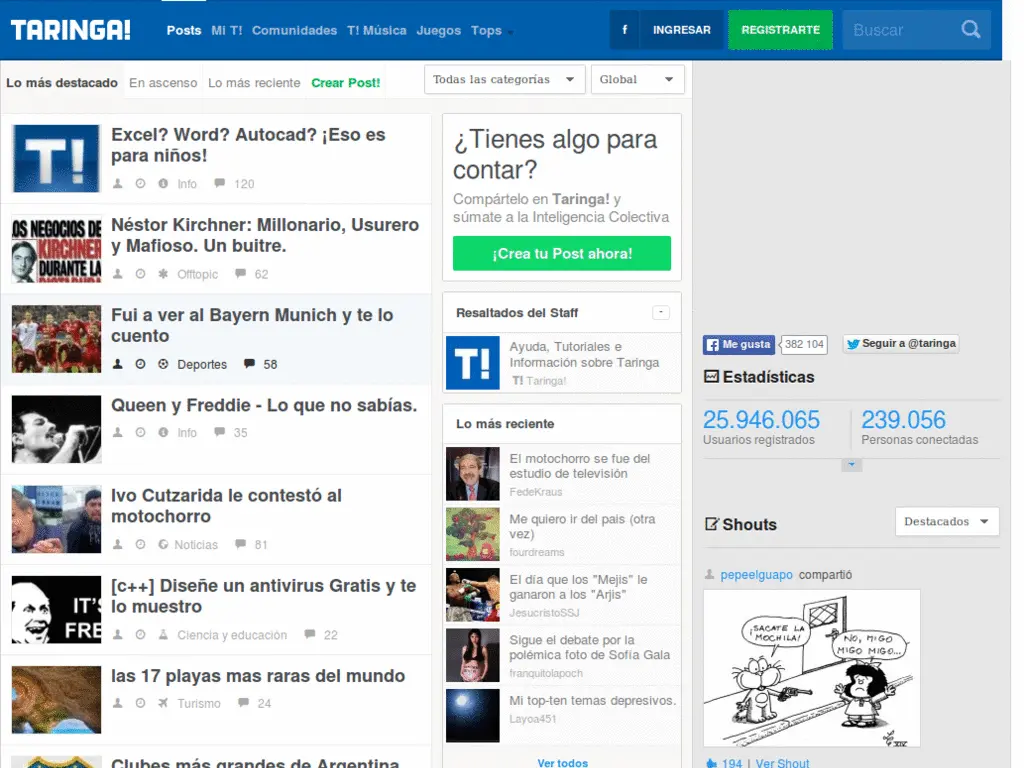 TARINGA!
Posts Mi T! Comunidades T! Música Juegos Tops
f INGRESAR REGISTRARTE Buscar
Lo más destacado En ascenso Lo más reciente Crear Post!
Todas las categorías Global
T!
Excel? Word? Autocad? ¡Eso es
para niños!
Info 120
OS NEGOCIOS DE
KIRCHNER
DURANTE LA
Néstor Kirchner: Millonario, Usurero
y Mafioso. Un buitre.
Offtopic 62
Fui a ver al Bayern Munich y te lo
cuento
Deportes 58
Queen y Freddie - Lo que no sabías.
Info 35
Ivo Cutzarida le contestó al
motochorro
Noticias 81
IT'S
FRE
[c++] Diseñe un antivirus Gratis y te
lo muestro
Ciencia y educación 22
las 17 playas mas raras del mundo
Turismo 24
Clubes más grandes de Argentina
¿Tienes algo para
contar?
Compártelo en Taringa! y
súmate a la Inteligencia Colectiva
¡Crea tu Post ahora!
Resaltados del Staff -
T!
Ayuda, Tutoriales e
Información sobre Taringa
T! Taringa!
Lo más reciente
El motochorro se fue del
estudio de televisión
FedeKraus
Me quiero ir del pais (otra
vez)
fourdreams
El día que los "Mejis" le
ganaron a los "Arjis"
JesucristoSSJ
Sigue el debate por la
polémica foto de Sofía Gala
franquitolapoch
Mi top-ten temas depresivos.
Layoa451
Ver todos
Me gusta 382 104 Seguir a @taringa
Estadísticas
25.946.065 239.056
Usuarios registrados Personas conectadas
Shouts Destacados
pepeelguapo compartió
¡SACATE LA
MOCHILA!
NO, MIGO
MIGO MIGO...
194 | Ver Shout